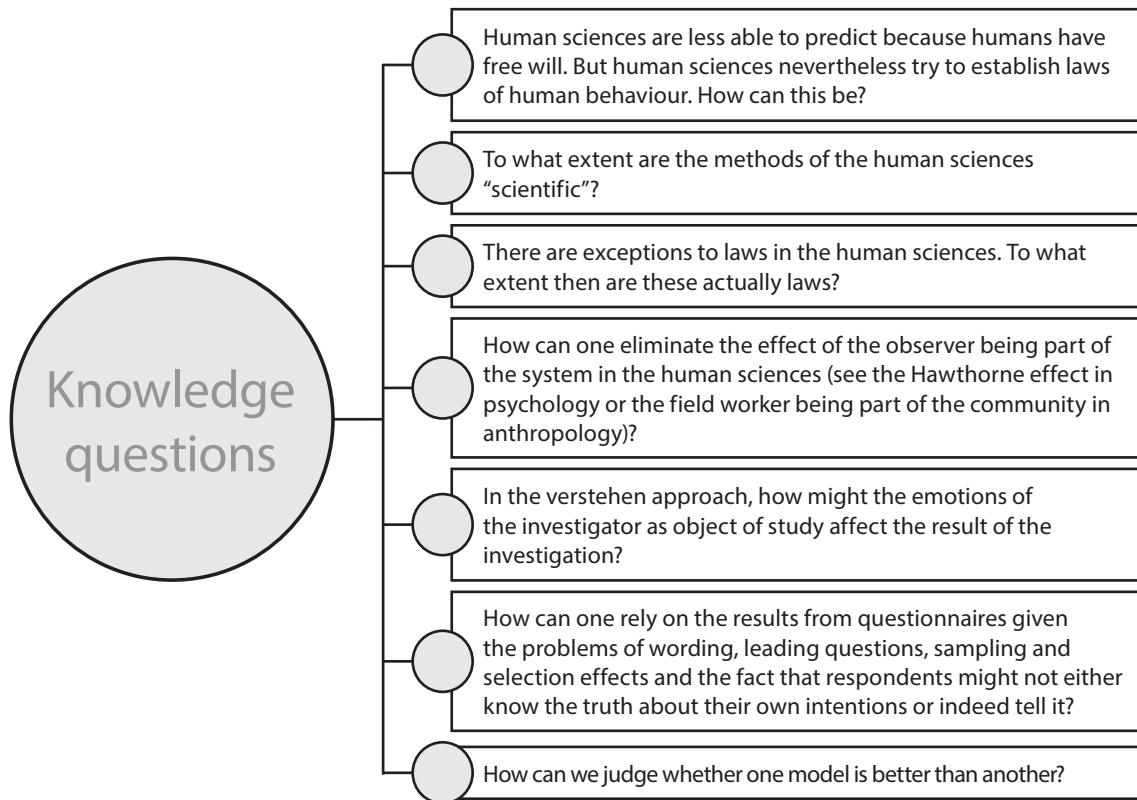 Knowledge
questions
Human sciences are less able to predict because humans have
free will. But human sciences nevertheless try to establish laws
of human behaviour. How can this be?
To what extent are the methods of the human sciences
“scientific”?
There are exceptions to laws in the human sciences. To what
extent then are these actually laws?
How can one eliminate the effect of the observer being part of
the system in the human sciences (see the Hawthorne effect in
psychology or the field worker being part of the community in
anthropology)?
In the verstehen approach, how might the emotions of
the investigator as object of study affect the result of the
investigation?
How can one rely on the results from questionnaires given
the problems of wording, leading questions, sampling and
selection effects and the fact that respondents might not either
know the truth about their own intentions or indeed tell it?
How can we judge whether one model is better than another?